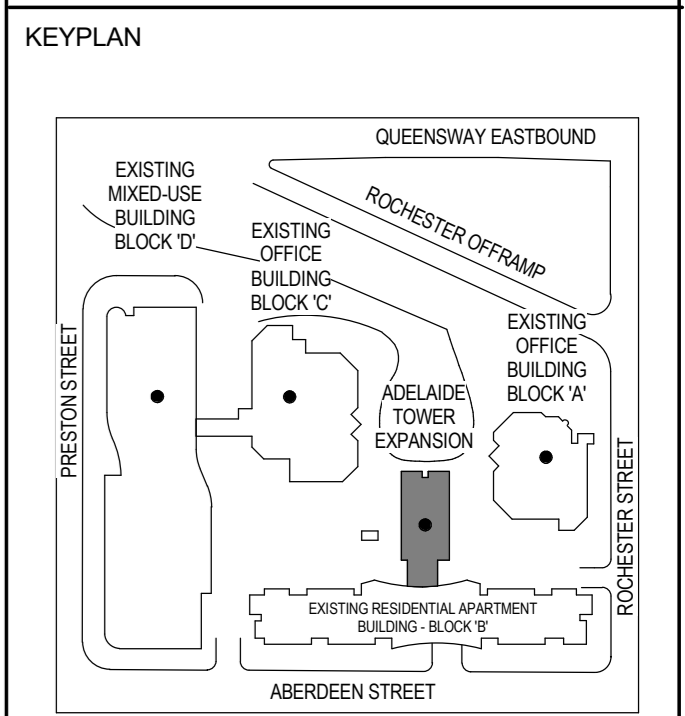 KEYPLAN
QUEENSWAY EASTBOUND
EXISTING
MIXED-USE
BUILDING
BLOCK 'D'
ROCHESTER OFFRAMP
EXISTING
OFFICE
BUILDING
BLOCK 'C'
EXISTING
OFFICE
BUILDING
BLOCK 'A'
PRESTON STREET
ADELAIDE
TOWER
EXPANSION
ROCHESTER STREET
EXISTING RESIDENTIAL APARTMENT
BUILDING - BLOCK 'B'
ABERDEEN STREET